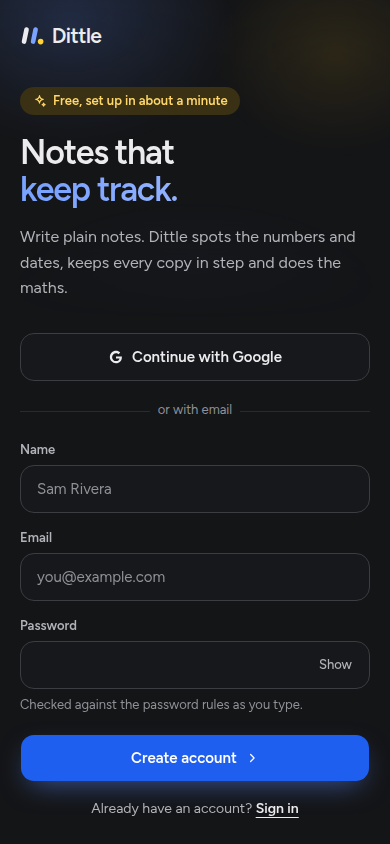 Dittle
Free, set up in about a minute
Notes that
keep track.
Write plain notes. Dittle spots the numbers and
dates, keeps every copy in step and does the
maths.
Continue with Google
or with email
Name
Sam Rivera
Email
you@example.com
Password
Show
Checked against the password rules as you type.
Create account
Already have an account? Sign in